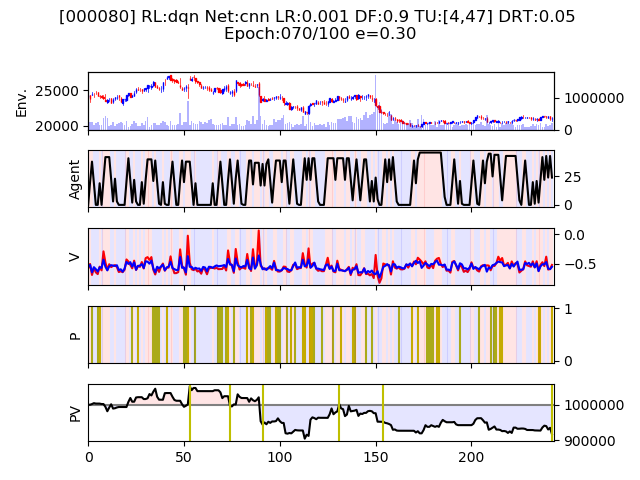 [000080] RL:dqn Net:cnn LR:0.001 DF:0.9 TU:[4,47] DRT:0.05
Epoch:070/100 e=0.30
Env.
25000
20000
1000000
0
Agent
25
0
V
0.0
−0.5
P
1
0
PV
1000000
900000
0 50 100 150 200